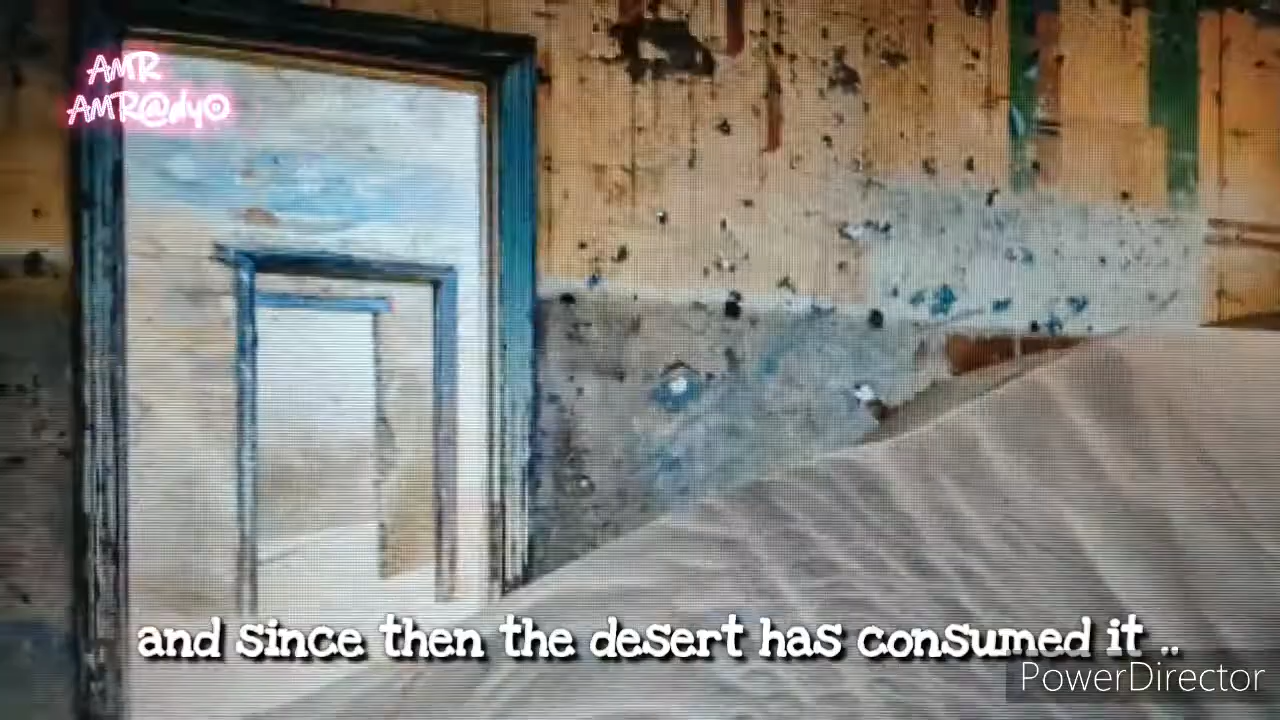 AMR
AMR@dyo
and since then the desert has consumed it ..
PowerDirector